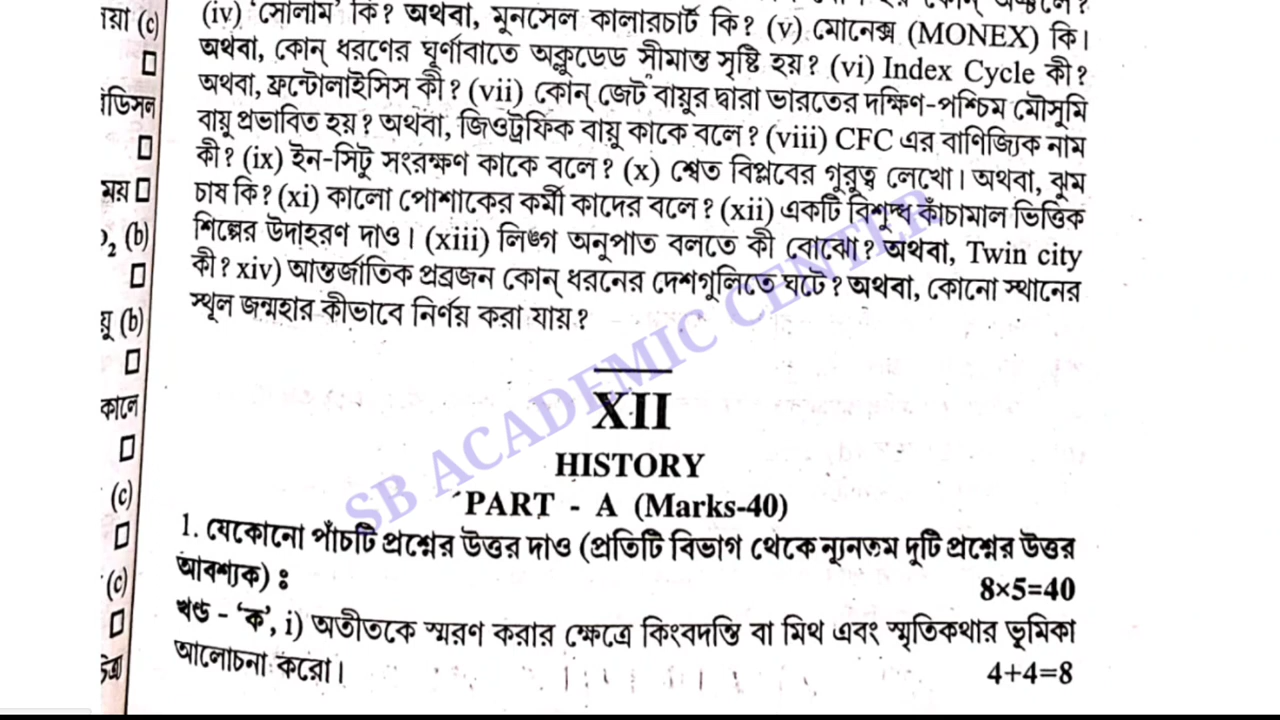 (iv) ‘সোলাম’ কি? অথবা, মুনসেল কালারচার্ট কি? (v) মোনেক্স (MONEX) কি।
অথবা, কোন্ ধরণের ঘূর্ণাবাতে অক্লুডেড সীমান্ত সৃষ্টি হয়? (vi) Index Cycle কী?
অথবা, ফ্রন্টোলাইসিস কী? (vii) কোন্ জেট বায়ুর দ্বারা ভারতের দক্ষিণ-পশ্চিম মৌসুমি
বায়ু প্রভাবিত হয়? অথবা, জিওট্রফিক বায়ু কাকে বলে? (viii) CFC এর বাণিজ্যিক নাম
কী? (ix) ইন-সিটু সংরক্ষণ কাকে বলে? (x) শ্বেত বিপ্লবের গুরুত্ব লেখো। অথবা, ঝুম
চাষ কি? (xi) কালো পোশাকের কর্মী কাদের বলে? (xii) একটি বিশুদ্ধ কাঁচামাল ভিত্তিক
শিল্পের উদাহরণ দাও। (xiii) লিঙ্গ অনুপাত বলতে কী বোঝো? অথবা, Twin city
কী? xiv) আন্তর্জাতিক প্রব্রজন কোন্ ধরনের দেশগুলিতে ঘটে? অথবা, কোনো স্থানের
স্থূল জন্মহার কীভাবে নির্ণয় করা যায়?
XII
HISTORY
PART - A (Marks-40)
1. যেকোনো পাঁচটি প্রশ্নের উত্তর দাও (প্রতিটি বিভাগ থেকে ন্যূনতম দুটি প্রশ্নের উত্তর
আবশ্যক) : 8×5=40
খণ্ড - ‘ক’, i) অতীতকে স্মরণ করার ক্ষেত্রে কিংবদন্তি বা মিথ এবং স্মৃতিকথার ভূমিকা
আলোচনা করো। 4+4=8
(c)
ময়
(b)
(b)
কালে
(c)
(c)
SB ACADEMIC CENTER